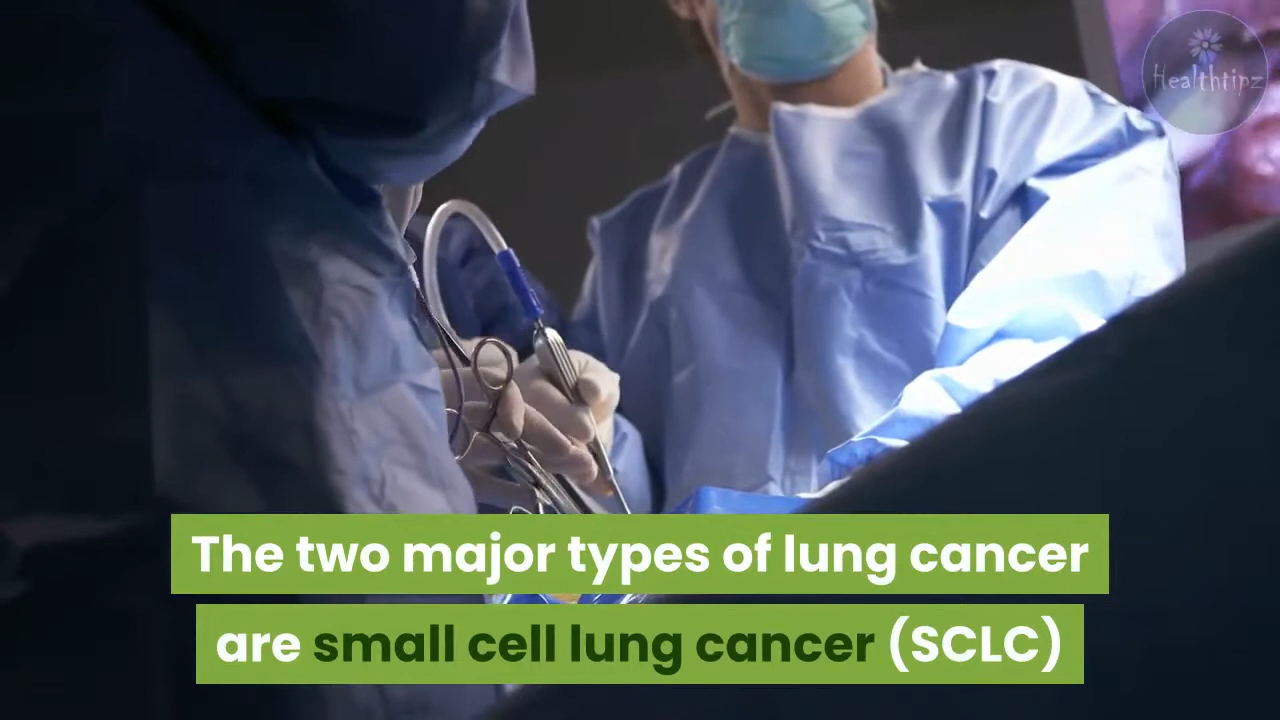 Healthtipz
The two major types of lung cancer
are small cell lung cancer (SCLC)